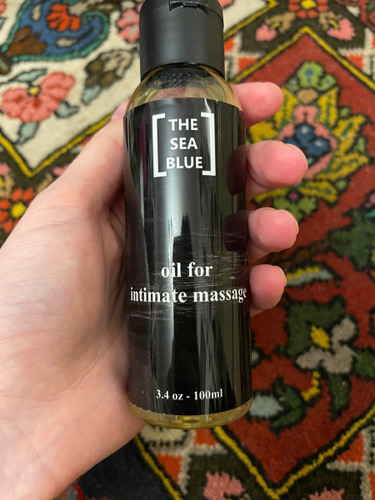 THE
SEA
BLUE
oil for
intimate massage
3.4 oz - 100ml